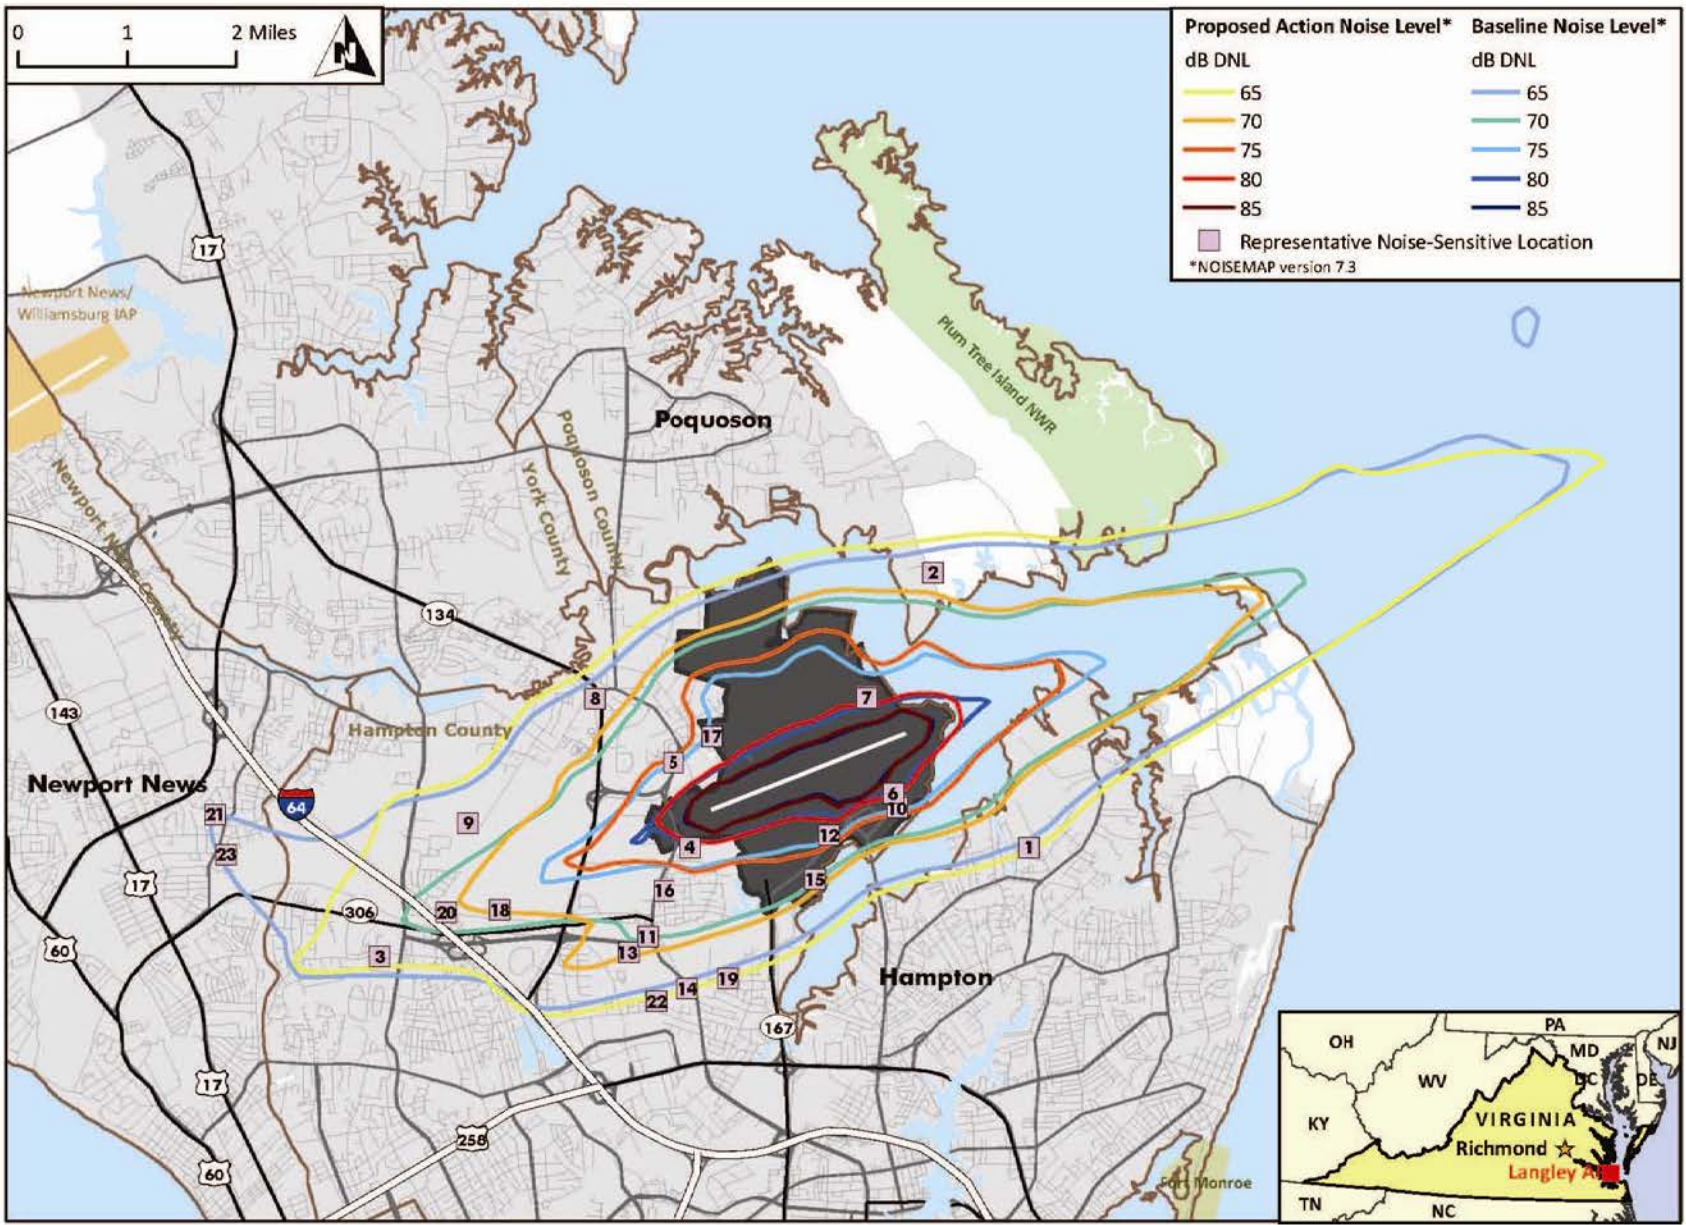 0 1 2 Miles
N
Proposed Action Noise Level* Baseline Noise Level*
dB DNL dB DNL
65 65
70 70
75 75
80 80
85 85
Representative Noise-Sensitive Location
*NOISEMAP version 7.3
17
Newport News/
Williamsburg IAP
Plum Tree Island NWR
Poquoson
Poquoson County
York County
Newport News County
2
134
8
7
143
Hampton County
17
5
Newport News
64
21
9
6
10
12
4
1
23
17
15
16
306
20
18
11
13
3
60
Hampton
19
14
22
167
17
258
60
Fort Monroe
PA
OH
MD
NJ
WV
DE
KY
VIRGINIA
Richmond
Langley
TN
NC